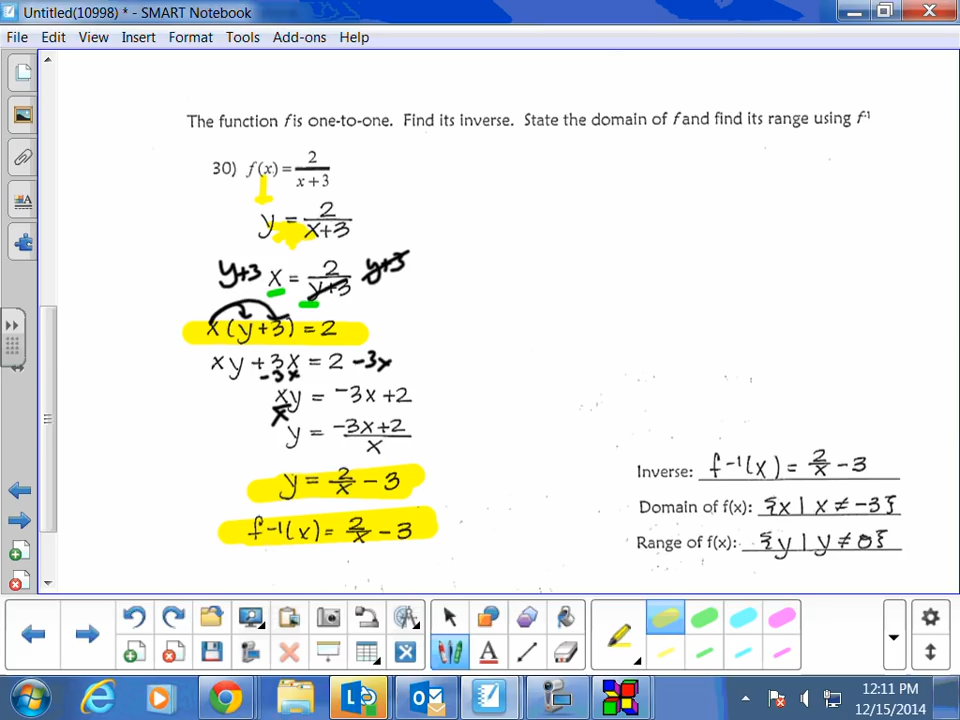 Untitled(10998) * - SMART Notebook
File Edit View Insert Format Tools Add-ons Help
The function f is one-to-one. Find its inverse. State the domain of f and find its range using f⁻¹
30) f(x) = 2/(x+3)
y = 2/(x+3)
y+3 x = 2/(y+3) y+3
x(y+3) = 2
xy + 3x = 2 -3x
-3x
xy = -3x+2
x
y = (-3x+2)/x
y = 2/x - 3
f⁻¹(x) = 2/x - 3
Inverse: f⁻¹(x) = 2/x - 3
Domain of f(x): {x | x ≠ -3}
Range of f(x): {y | y ≠ 0}
12:11 PM
12/15/2014